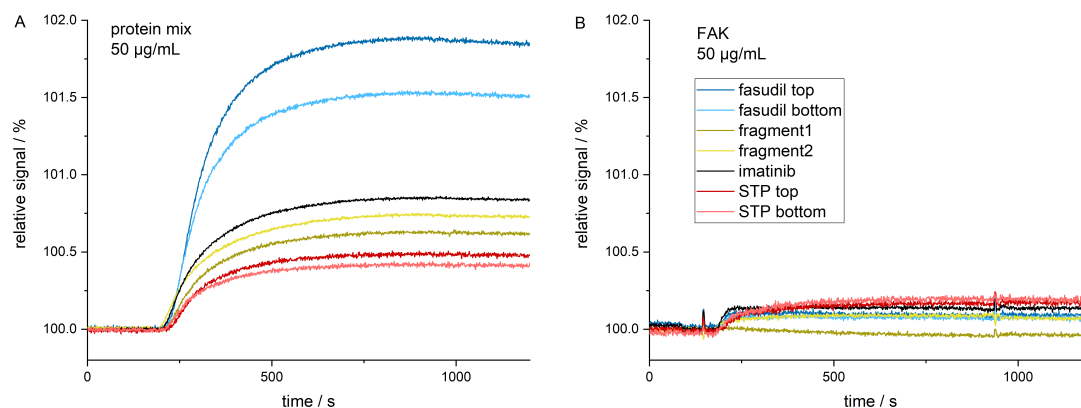 A
protein mix
50 µg/mL
102.0
101.5
101.0
100.5
100.0
relative signal / %
0
500
1000
time / s
B
FAK
50 µg/mL
fasudil top
fasudil bottom
fragment1
fragment2
imatinib
STP top
STP bottom
102.0
101.5
101.0
100.5
100.0
relative signal / %
0
500
1000
time / s